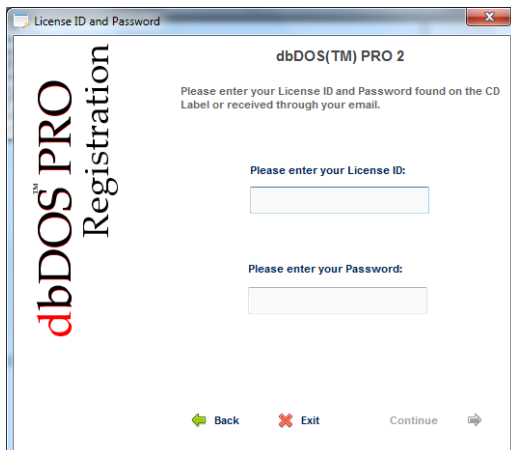 License ID and Password
dbDOS™ PRO
Registration
dbDOS(TM) PRO 2
Please enter your License ID and Password found on the CD
Label or received through your email.
Please enter your License ID:
Please enter your Password:
Back
Exit
Continue